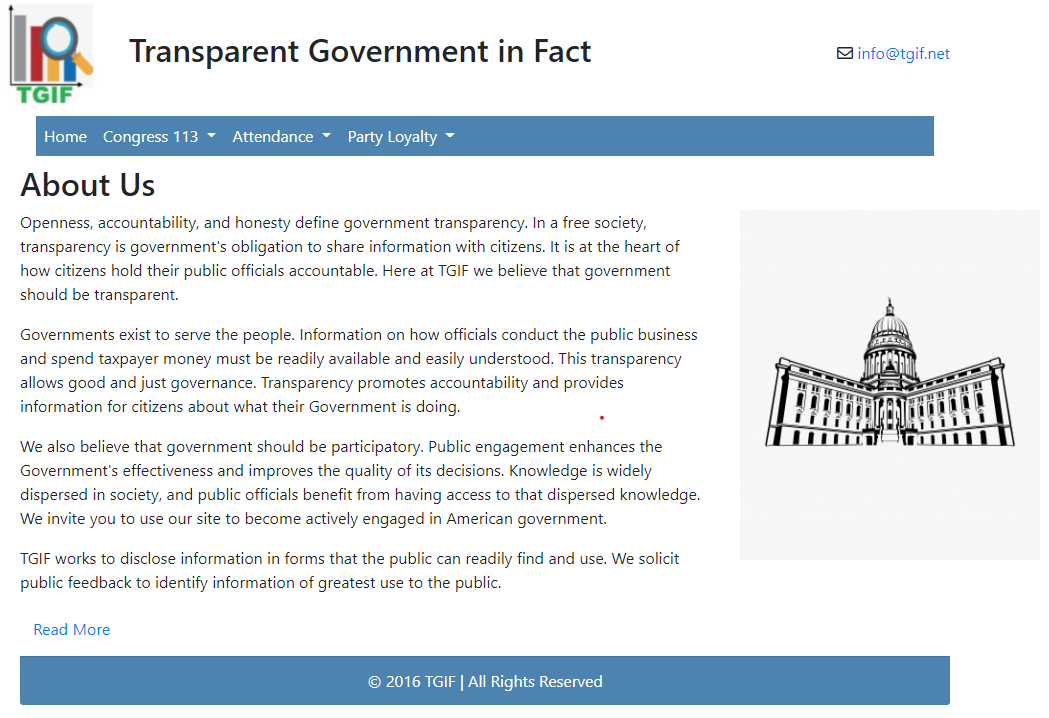 TGIF
Transparent Government in Fact
info@tgif.net
Home Congress 113 Attendance Party Loyalty
About Us
Openness, accountability, and honesty define government transparency. In a free society,
transparency is government's obligation to share information with citizens. It is at the heart of
how citizens hold their public officials accountable. Here at TGIF we believe that government
should be transparent.
Governments exist to serve the people. Information on how officials conduct the public business
and spend taxpayer money must be readily available and easily understood. This transparency
allows good and just governance. Transparency promotes accountability and provides
information for citizens about what their Government is doing.
We also believe that government should be participatory. Public engagement enhances the
Government's effectiveness and improves the quality of its decisions. Knowledge is widely
dispersed in society, and public officials benefit from having access to that dispersed knowledge.
We invite you to use our site to become actively engaged in American government.
TGIF works to disclose information in forms that the public can readily find and use. We solicit
public feedback to identify information of greatest use to the public.
Read More
© 2016 TGIF | All Rights Reserved